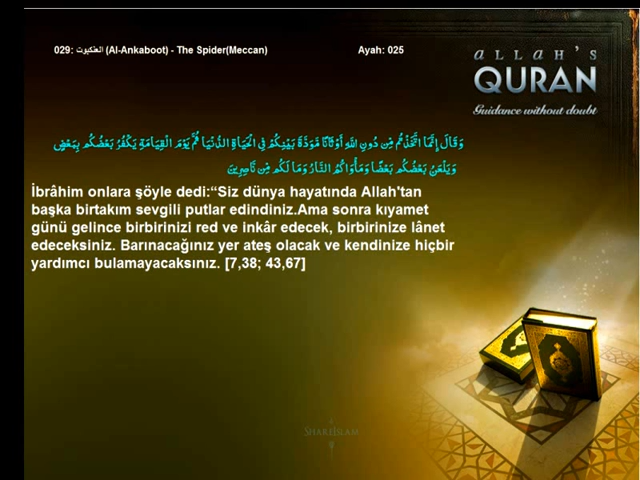 029: العنكبوت (Al-Ankaboot) - The Spider(Meccan)
Ayah: 025
ALLAH'S
QURAN
Guidance without doubt
وَقَالَ إِنَّمَا اتَّخَذْتُم مِّن دُونِ اللَّهِ أَوْثَانًا مَّوَدَّةَ بَيْنِكُمْ فِي الْحَيَاةِ الدُّنْيَا ثُمَّ يَوْمَ الْقِيَامَةِ يَكْفُرُ بَعْضُكُم بِبَعْضٍ
وَيَلْعَنُ بَعْضُكُم بَعْضًا وَمَأْوَاكُمُ النَّارُ وَمَا لَكُم مِّن نَّاصِرِينَ
İbrâhim onlara şöyle dedi:“Siz dünya hayatında Allah'tan
başka birtakım sevgili putlar edindiniz.Ama sonra kıyamet
günü gelince birbirinizi red ve inkâr edecek, birbirinize lânet
edeceksiniz. Barınacağınız yer ateş olacak ve kendinize hiçbir
yardımcı bulamayacaksınız. [7,38; 43,67]
SHAREISLAM